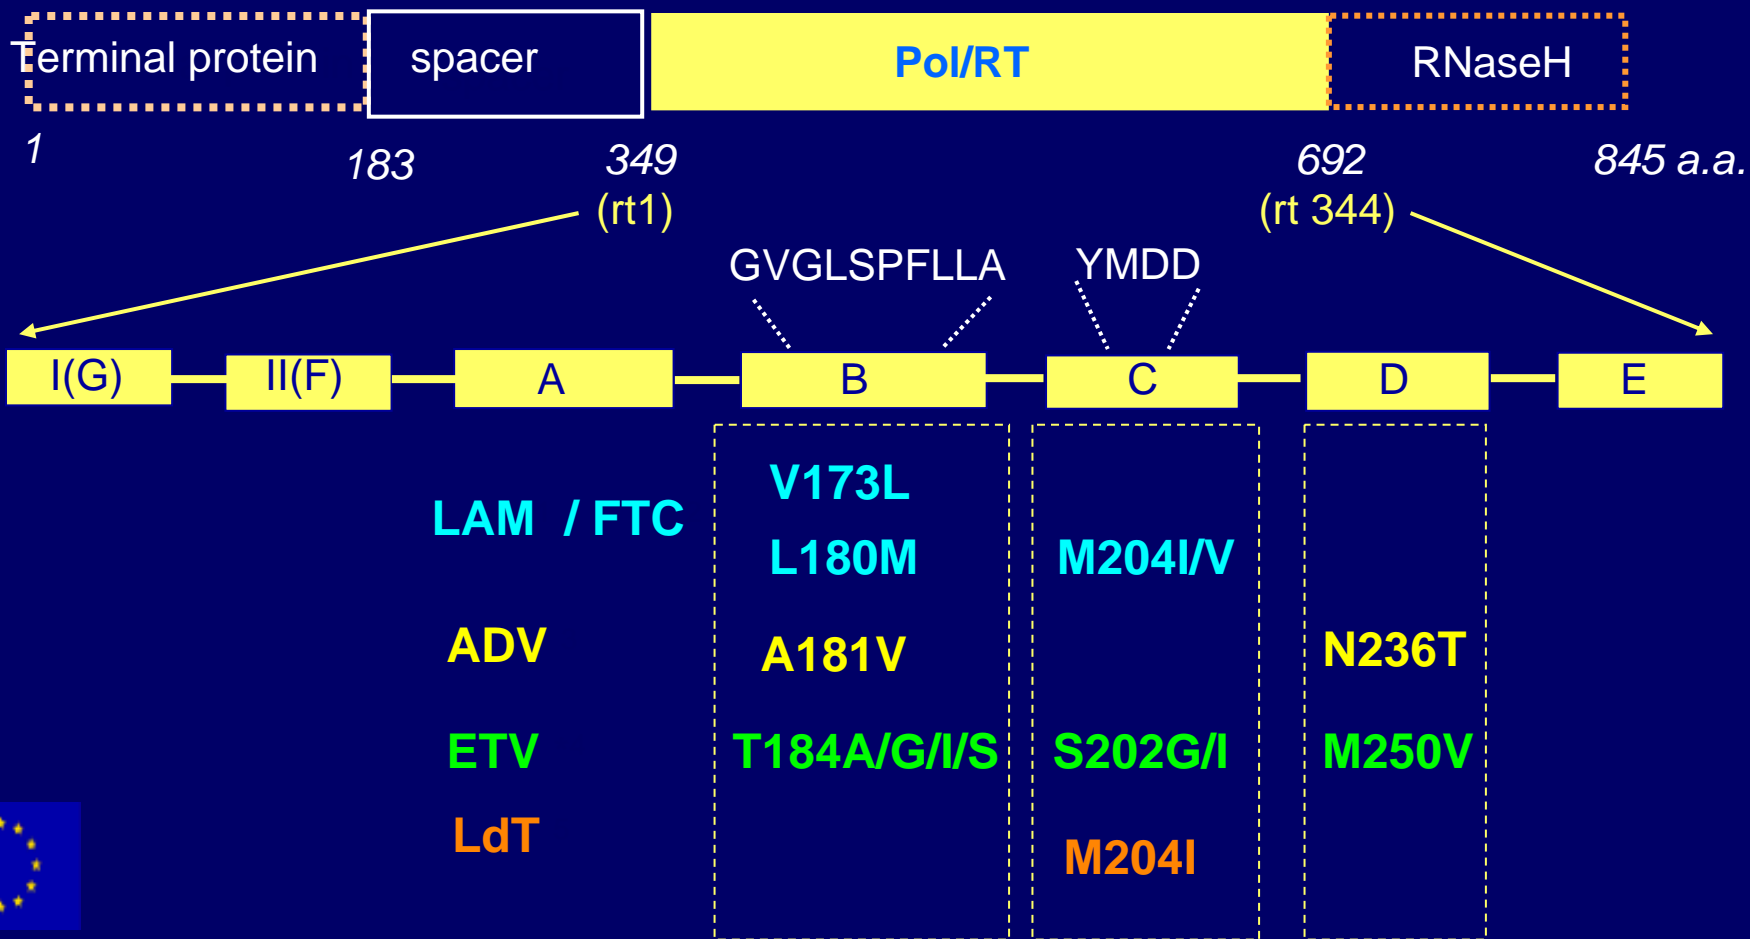 Terminal protein spacer Pol/RT RNaseH
1 183 349 692 845 a.a.
(rt1) (rt 344)
GVGLSPFLLA YMDD
I(G) II(F) A B C D E
V173L
LAM / FTC
L180M M204I/V
ADV A181V N236T
ETV T184A/G/I/S S202G/I M250V
LdT M204I